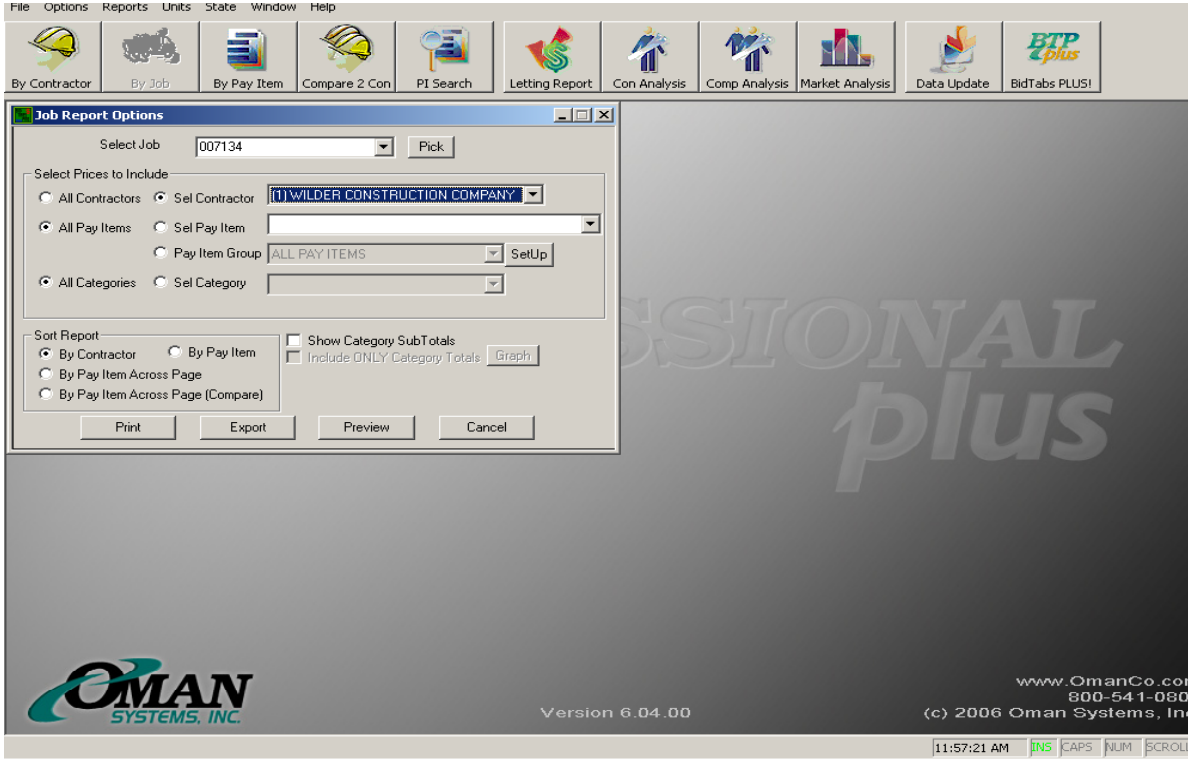 File Options Reports Units State Window Help
By Contractor By Job By Pay Item Compare 2 Con PI Search Letting Report Con Analysis Comp Analysis Market Analysis Data Update BidTabs PLUS!
BTP plus
Job Report Options
Select Job 007134 Pick
Select Prices to Include
All Contractors Sel Contractor (1) WILDER CONSTRUCTION COMPANY
All Pay Items Sel Pay Item
Pay Item Group ALL PAY ITEMS SetUp
All Categories Sel Category
Sort Report
By Contractor By Pay Item
By Pay Item Across Page
By Pay Item Across Page (Compare)
Show Category SubTotals
Include ONLY Category Totals Graph
Print Export Preview Cancel
SSIONAL
plus
OMAN
SYSTEMS, INC.
Version 6.04.00
www.OmanCo.co
800-541-080
(c) 2006 Oman Systems, In
11:57:21 AM INS CAPS NUM SCROLL